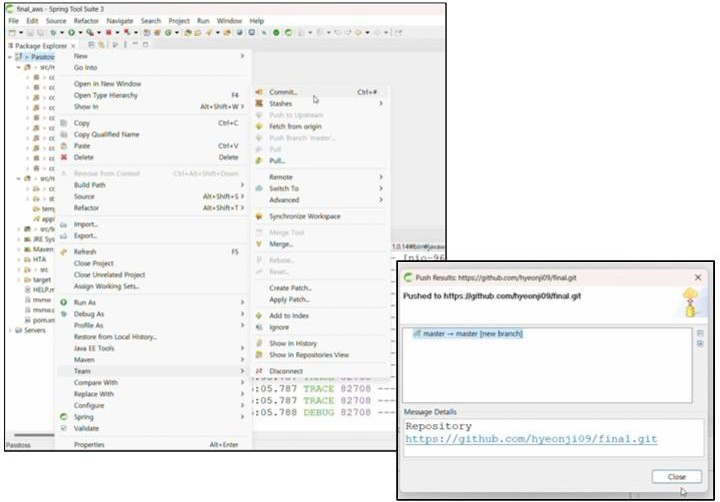 final_aws - Spring Tool Suite 3
File Edit Source Refactor Navigate Search Project Run Window Help
Package Explorer
Passtoss
src/m
HTA
src
target
HELP.m
mvnw
mvnw.c
pom.xm
Servers
JRE Sys
Maven
temp
appl
New
Go Into
Open in New Window
Open Type Hierarchy F4
Show In Alt+Shift+W >
Copy Ctrl+C
Copy Qualified Name
Paste Ctrl+V
Delete Delete
Remove from Context Ctrl+Alt+Shift+Down
Build Path
Source Alt+Shift+S >
Refactor Alt+Shift+T >
Import...
Export...
Refresh F5
Close Project
Close Unrelated Project
Assign Working Sets...
Run As
Debug As
Profile As
Restore from Local History...
Java EE Tools
Maven
Team
Compare With
Replace With
Configure
Spring
Validate
Properties Alt+Enter
Commit... Ctrl+#
Stashes
Push to Upstream
Fetch from origin
Push Branch 'master'...
Pull
Pull...
Remote
Switch To
Advanced
Synchronize Workspace
Merge Tool
Merge...
Rebase...
Reset...
Create Patch...
Apply Patch...
Add to Index
Ignore
Show in History
Show in Repositories View
Disconnect
:05.787 TRACE 82708 ---
:05.787 TRACE 82708 ---
:05.788 DEBUG 82708 ---
Passtoss
Push Results: https://github.com/hyeonji09/final.git
Pushed to https://github.com/hyeonji09/final.git
master → master [new branch]
Message Details
Repository
https://github.com/hyeonji09/final.git
Close